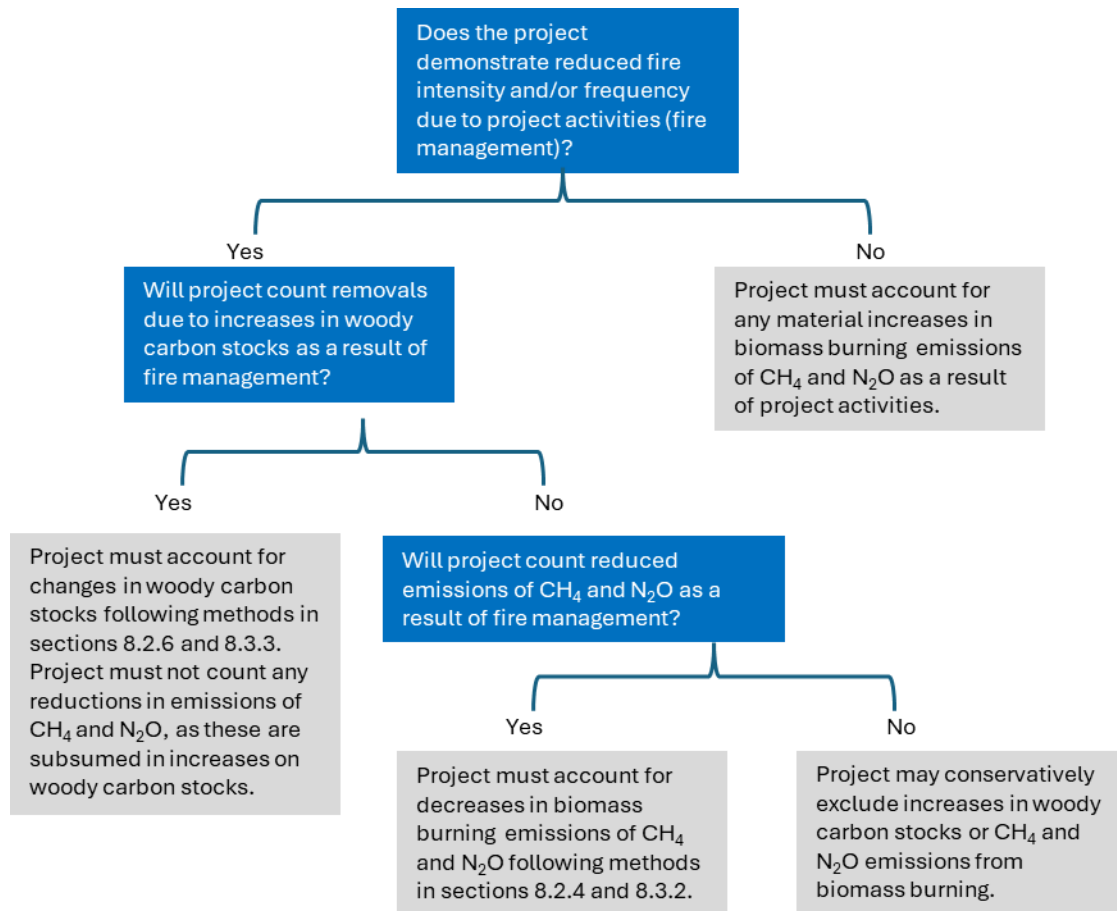 Does the project
demonstrate reduced fire
intensity and/or frequency
due to project activities (fire
management)?
Yes
No
Will project count removals
due to increases in woody
carbon stocks as a result of
fire management?
Project must account for
any material increases in
biomass burning emissions
of CH₄ and N₂O as a result
of project activities.
Yes
No
Project must account for
changes in woody carbon
stocks following methods in
sections 8.2.6 and 8.3.3.
Project must not count any
reductions in emissions of
CH₄ and N₂O, as these are
subsumed in increases on
woody carbon stocks.
Will project count reduced
emissions of CH₄ and N₂O as a
result of fire management?
Yes
No
Project must account for
decreases in biomass
burning emissions of CH₄
and N₂O following methods
in sections 8.2.4 and 8.3.2.
Project may conservatively
exclude increases in woody
carbon stocks or CH₄ and
N₂O emissions from
biomass burning.